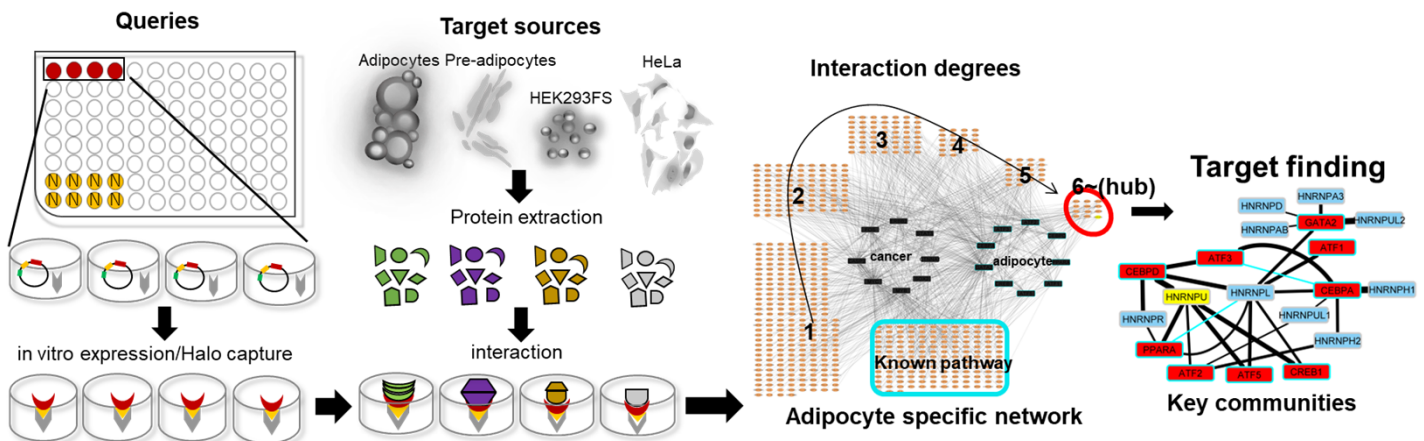 Queries
N N N N
N N N N
in vitro expression/Halo capture
Target sources
Adipocytes Pre-adipocytes
HeLa
HEK293FS
Protein extraction
interaction
Interaction degrees
1
2
3
4
5
6~(hub)
cancer
adipocyte
Known pathway
Adipocyte specific network
Target finding
HNRNPA3
HNRNPD
GATA2
HNRNPUL2
HNRNPAB
ATF1
ATF3
CEBPD
CEBPA
HNRNPH1
HNRNPU
HNRNPL
HNRNPUL1
HNRNPR
HNRNPH2
PPARA
ATF2
ATF5
CREB1
Key communities